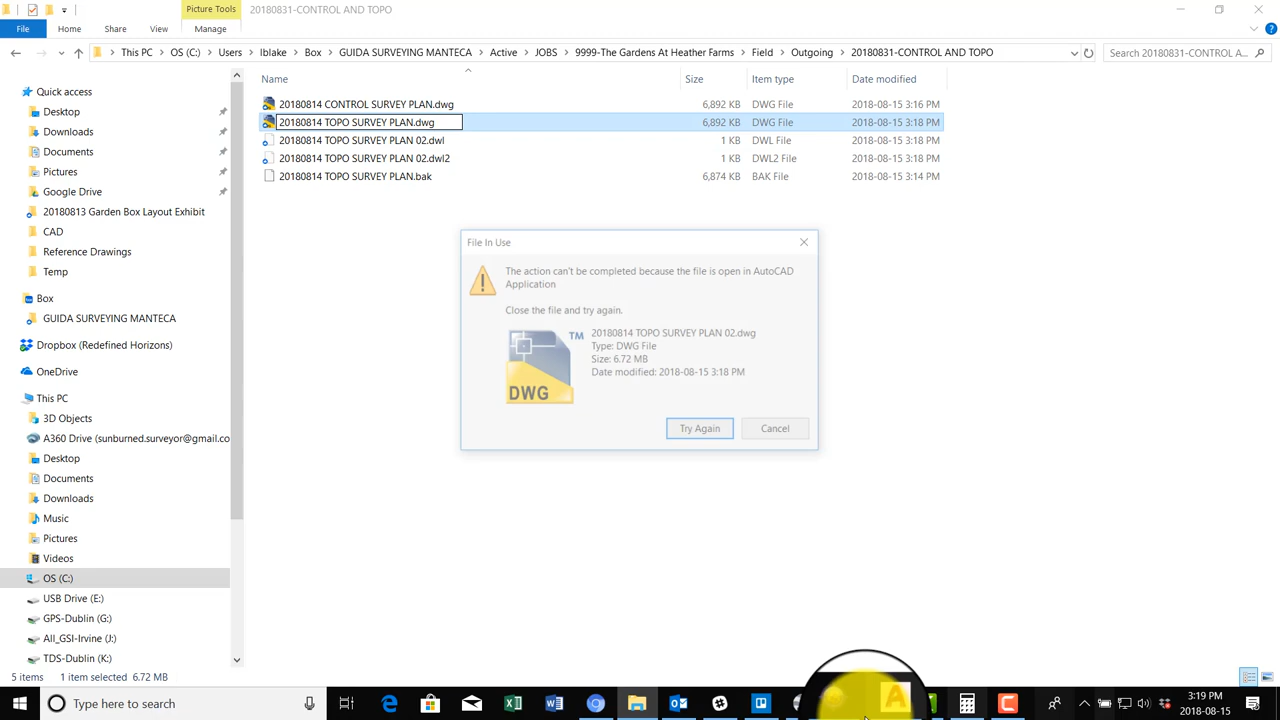 Picture Tools
20180831-CONTROL AND TOPO
File
Home
Share
View
Manage
This PC
OS (C:)
Users
lblake
Box
GUIDA SURVEYING MANTECA
Active
JOBS
9999-The Gardens At Heather Farms
Field
Outgoing
20180831-CONTROL AND TOPO
Search 20180831-CONTROL A...
Name
Size
Item type
Date modified
20180814 CONTROL SURVEY PLAN.dwg 6,892 KB DWG File 2018-08-15 3:16 PM
20180814 TOPO SURVEY PLAN.dwg 6,892 KB DWG File 2018-08-15 3:18 PM
20180814 TOPO SURVEY PLAN 02.dwl 1 KB DWL File 2018-08-15 3:18 PM
20180814 TOPO SURVEY PLAN 02.dwl2 1 KB DWL2 File 2018-08-15 3:18 PM
20180814 TOPO SURVEY PLAN.bak 6,874 KB BAK File 2018-08-15 3:14 PM
Quick access
Desktop
Downloads
Documents
Pictures
Google Drive
20180813 Garden Box Layout Exhibit
CAD
Reference Drawings
Temp
Box
GUIDA SURVEYING MANTECA
Dropbox (Redefined Horizons)
OneDrive
This PC
3D Objects
A360 Drive (sunburned.surveyor@gmail.co
Desktop
Documents
Downloads
Music
Pictures
Videos
OS (C:)
USB Drive (E:)
GPS-Dublin (G:)
All_GSI-Irvine (J:)
TDS-Dublin (K:)
File In Use
The action can't be completed because the file is open in AutoCAD
Application
Close the file and try again.
TM
DWG
20180814 TOPO SURVEY PLAN 02.dwg
Type: DWG File
Size: 6.72 MB
Date modified: 2018-08-15 3:18 PM
Try Again
Cancel
5 items
1 item selected 6.72 MB
Type here to search
3:19 PM
2018-08-15